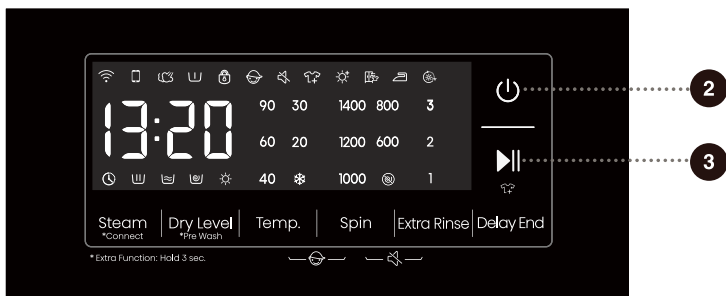 13:20
90 30 1400 800 3
60 20 1200 600 2
40 1000 1
Steam Dry Level Temp. Spin Extra Rinse Delay End
*Connect *Pre Wash
* Extra Function: Hold 3 sec.
2
3